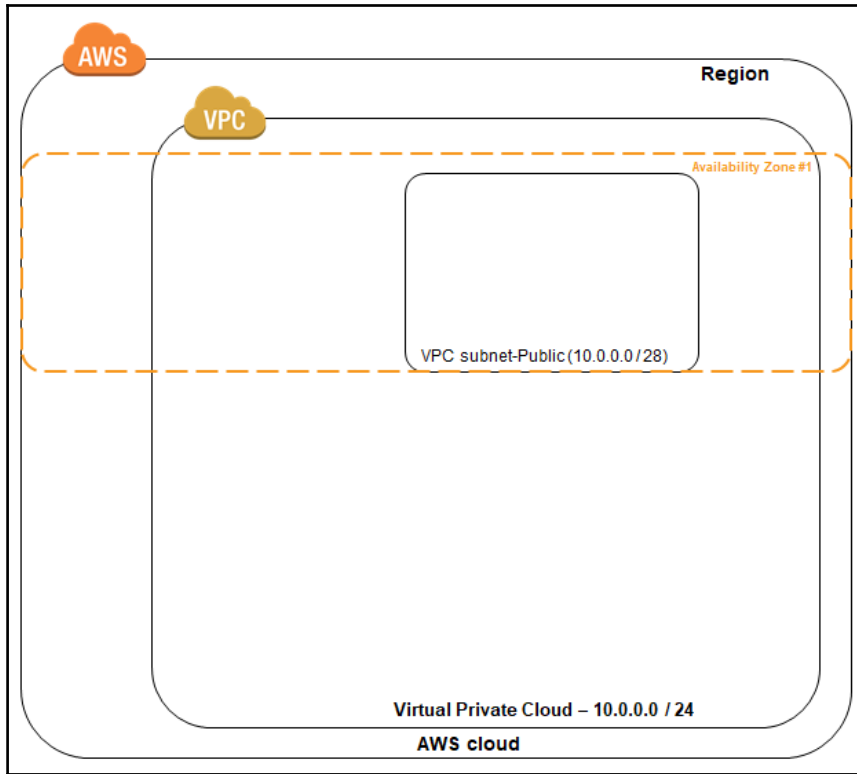 AWS
Region
VPC
Availability Zone #1
VPC subnet-Public (10.0.0.0 / 28)
Virtual Private Cloud – 10.0.0.0 / 24
AWS cloud